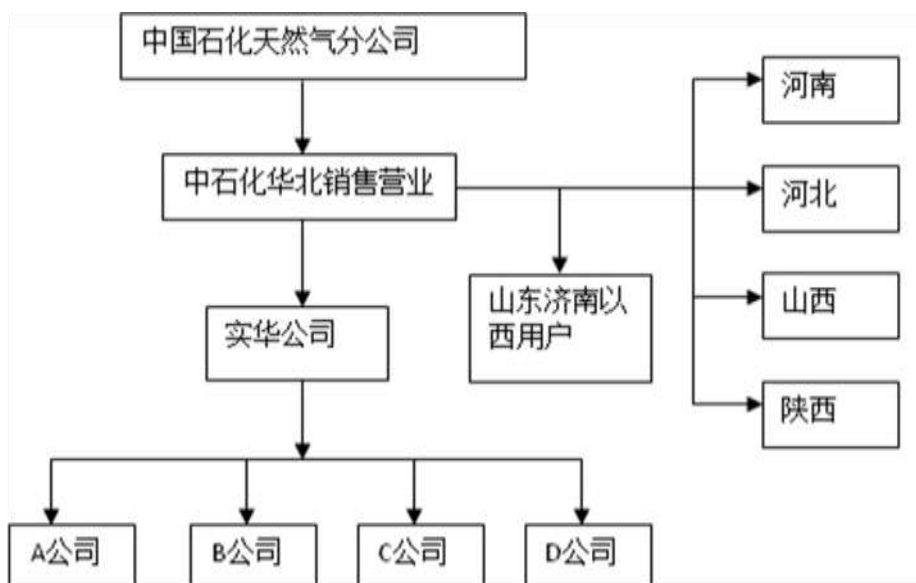 中国石化天然气分公司
河南
中石化华北销售营业
河北
山东济南以
西用户
山西
实华公司
陕西
A公司
B公司
C公司
D公司